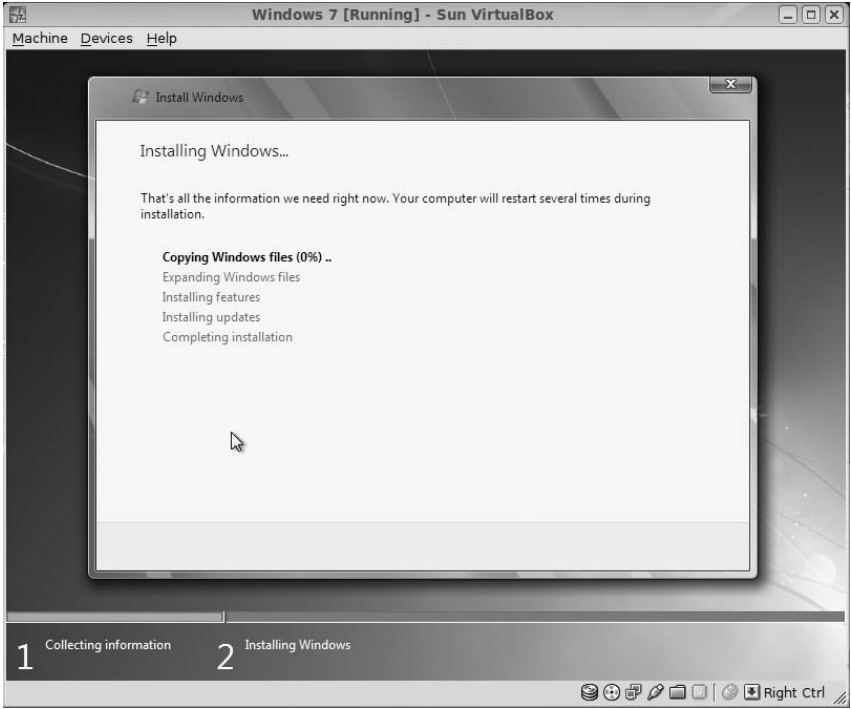 Windows 7 [Running] - Sun VirtualBox
Machine Devices Help
Install Windows
Installing Windows...
That's all the information we need right now. Your computer will restart several times during
installation.
Copying Windows files (0%) ..
Expanding Windows files
Installing features
Installing updates
Completing installation
1 Collecting information 2 Installing Windows
Right Ctrl